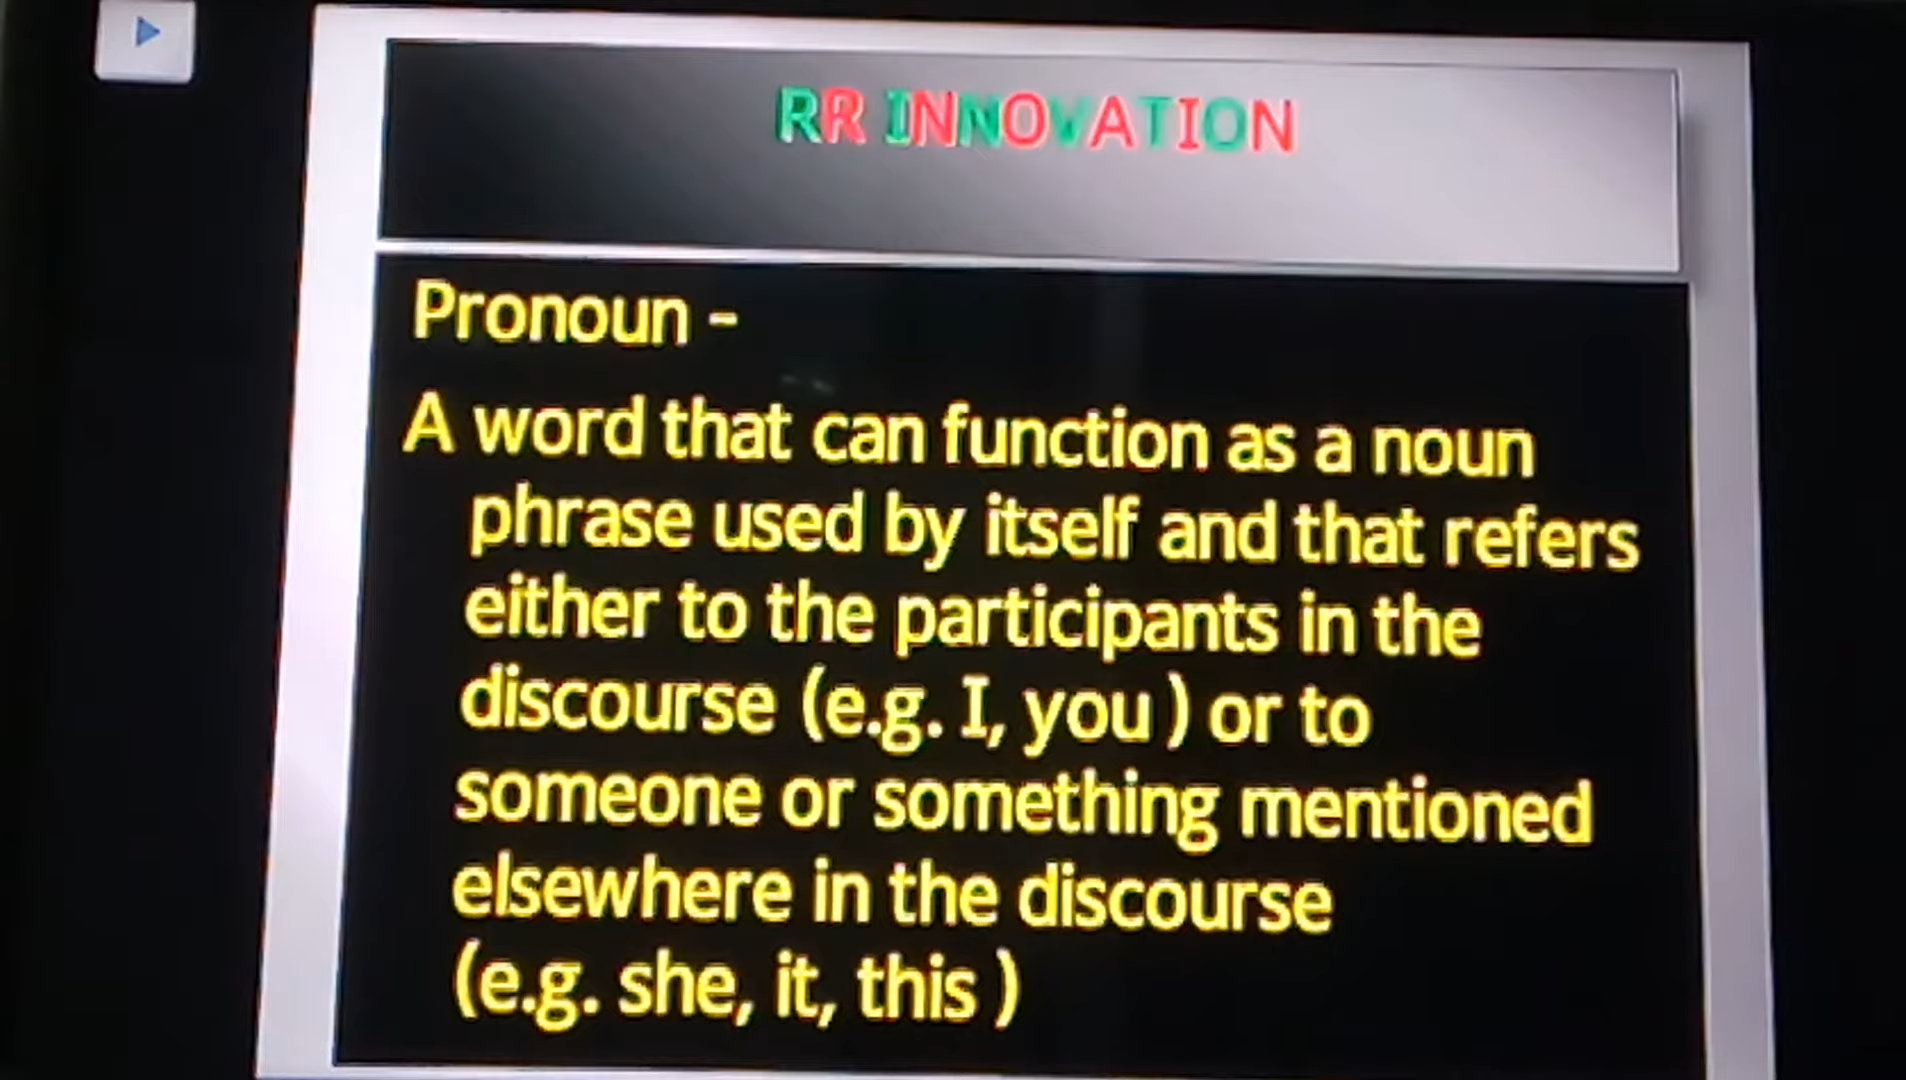 RR INNOVATION
Pronoun -
A word that can function as a noun
phrase used by itself and that refers
either to the participants in the
discourse (e.g. I, you ) or to
someone or something mentioned
elsewhere in the discourse
(e.g. she, it, this )